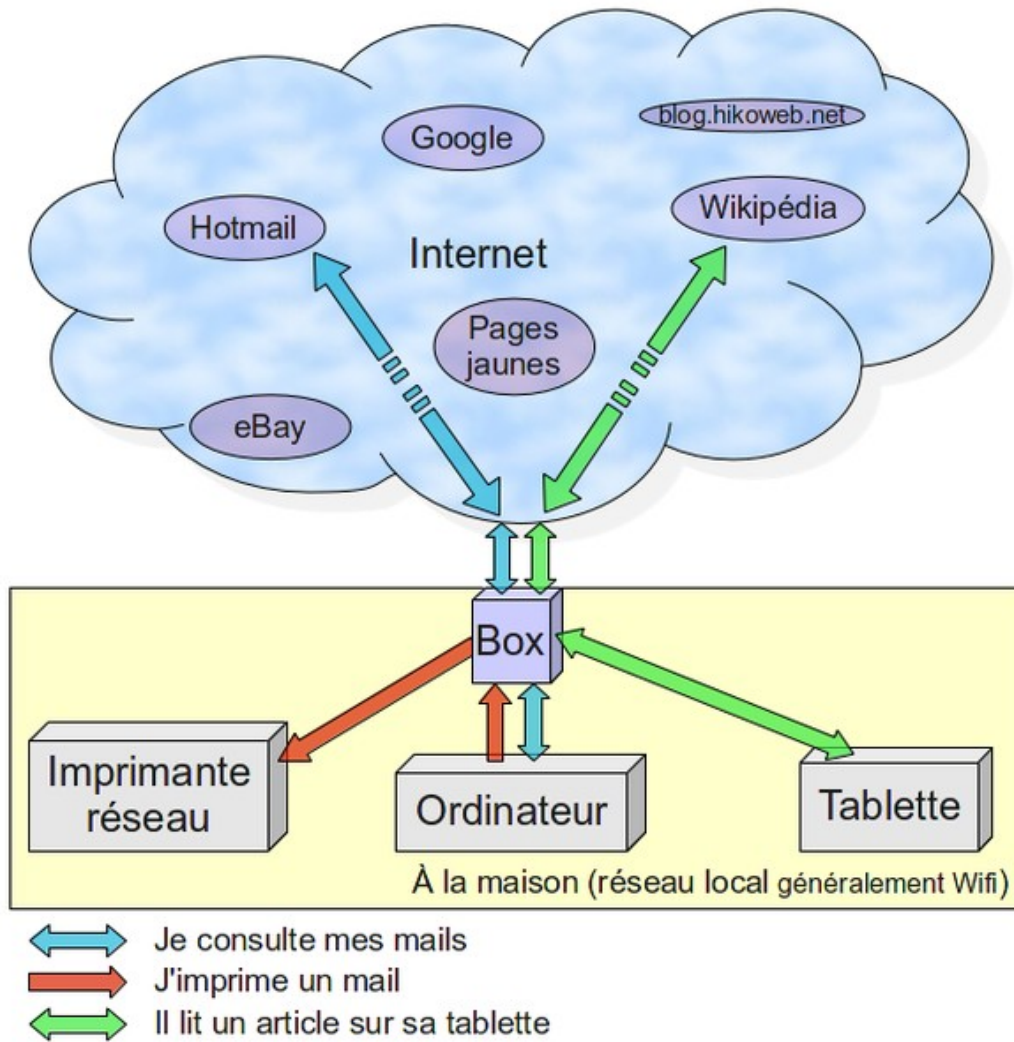 Google
blog.hikoweb.net
Hotmail
Wikipédia
Internet
Pages
jaunes
eBay
Box
Imprimante
réseau
Ordinateur
Tablette
À la maison (réseau local généralement Wifi)
Je consulte mes mails
J'imprime un mail
Il lit un article sur sa tablette